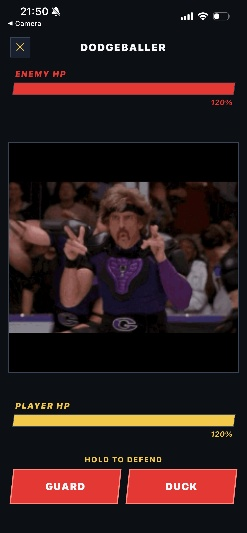 21:50
◀ Camera
DODGEBALLER
ENEMY HP
120%
PLAYER HP
120%
HOLD TO DEFEND
GUARD
DUCK